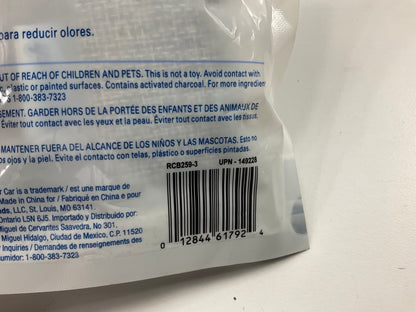 para reducir olores.
OUT OF REACH OF CHILDREN AND PETS. This is not a toy. Avoid contact with
plastic or painted surfaces. Contains activated charcoal. For more ingredien
1-800-383-7323
GARDER HORS DE LA PORTÉE DES ENFANTS ET DES ANIMAUX DE
Éviter tout contact avec les yeux et la peau. Éviter tout contact avec les tissus,
MANTENER FUERA DEL ALCANCE DE LOS NIÑOS Y LAS MASCOTAS. Esto no
os ojos y la piel. Evite el contacto con telas, plástico o superficies pintadas.
RCB259-3 UPN - 149228
Car is a trademark / est une marque de
Made in China for / Fabriqué en Chine pour
LLC, St. Louis, MO 63141.
Ontario L5N 6J5. Importado y Distribuido por:
Miguel de Cervantes Saavedra, No 301,
Miguel Hidalgo, Ciudad de México, C.P. 11520
r Inquiries / Demandes de renseignements des
sumidor: 1-800-383-7323
0 12844 61792 4